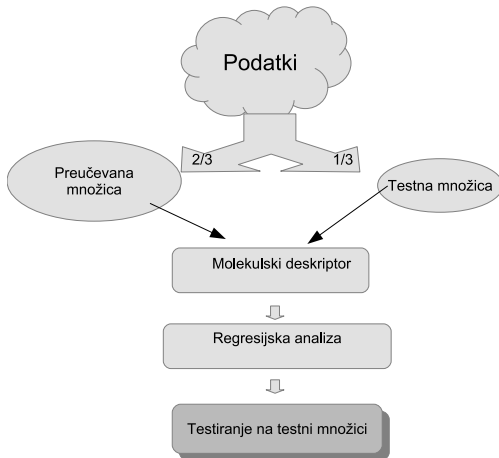 Podatki
2/3
1/3
Preučevana
množica
Testna množica
Molekulski deskriptor
Regresijska analiza
Testiranje na testni množici